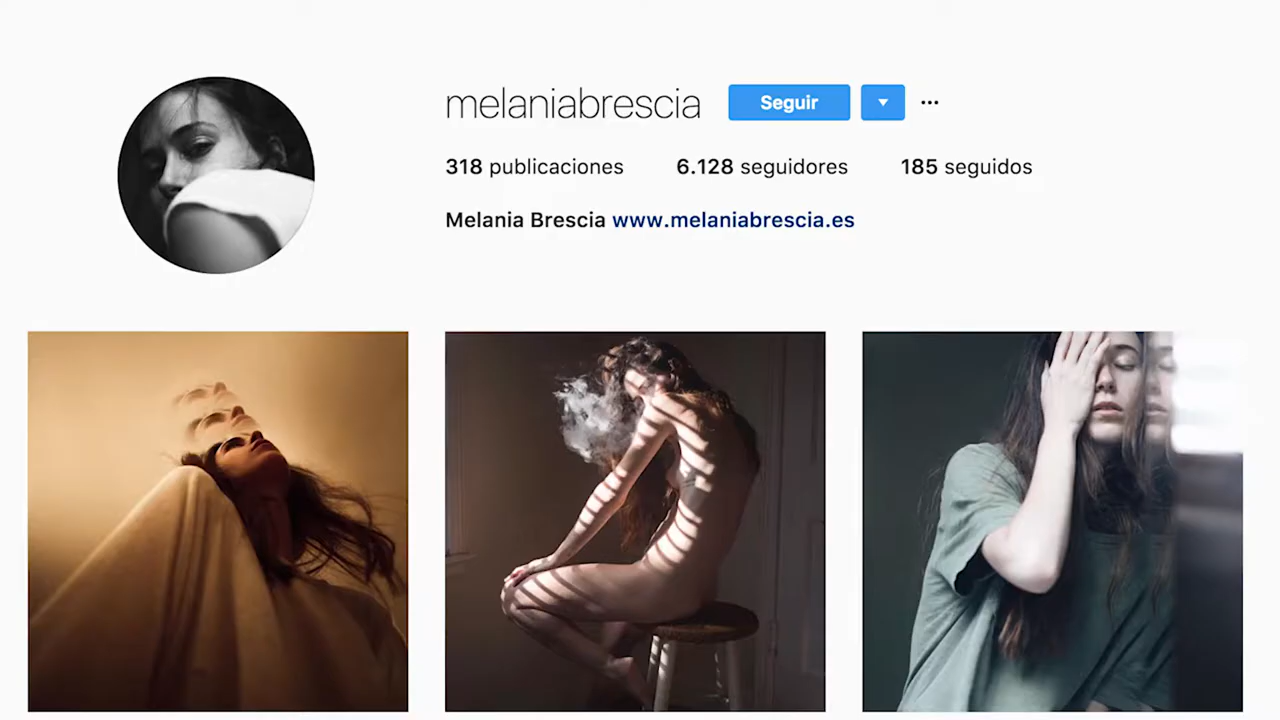 melaniabrescia Seguir
318 publicaciones 6.128 seguidores 185 seguidos
Melania Brescia www.melaniabrescia.es